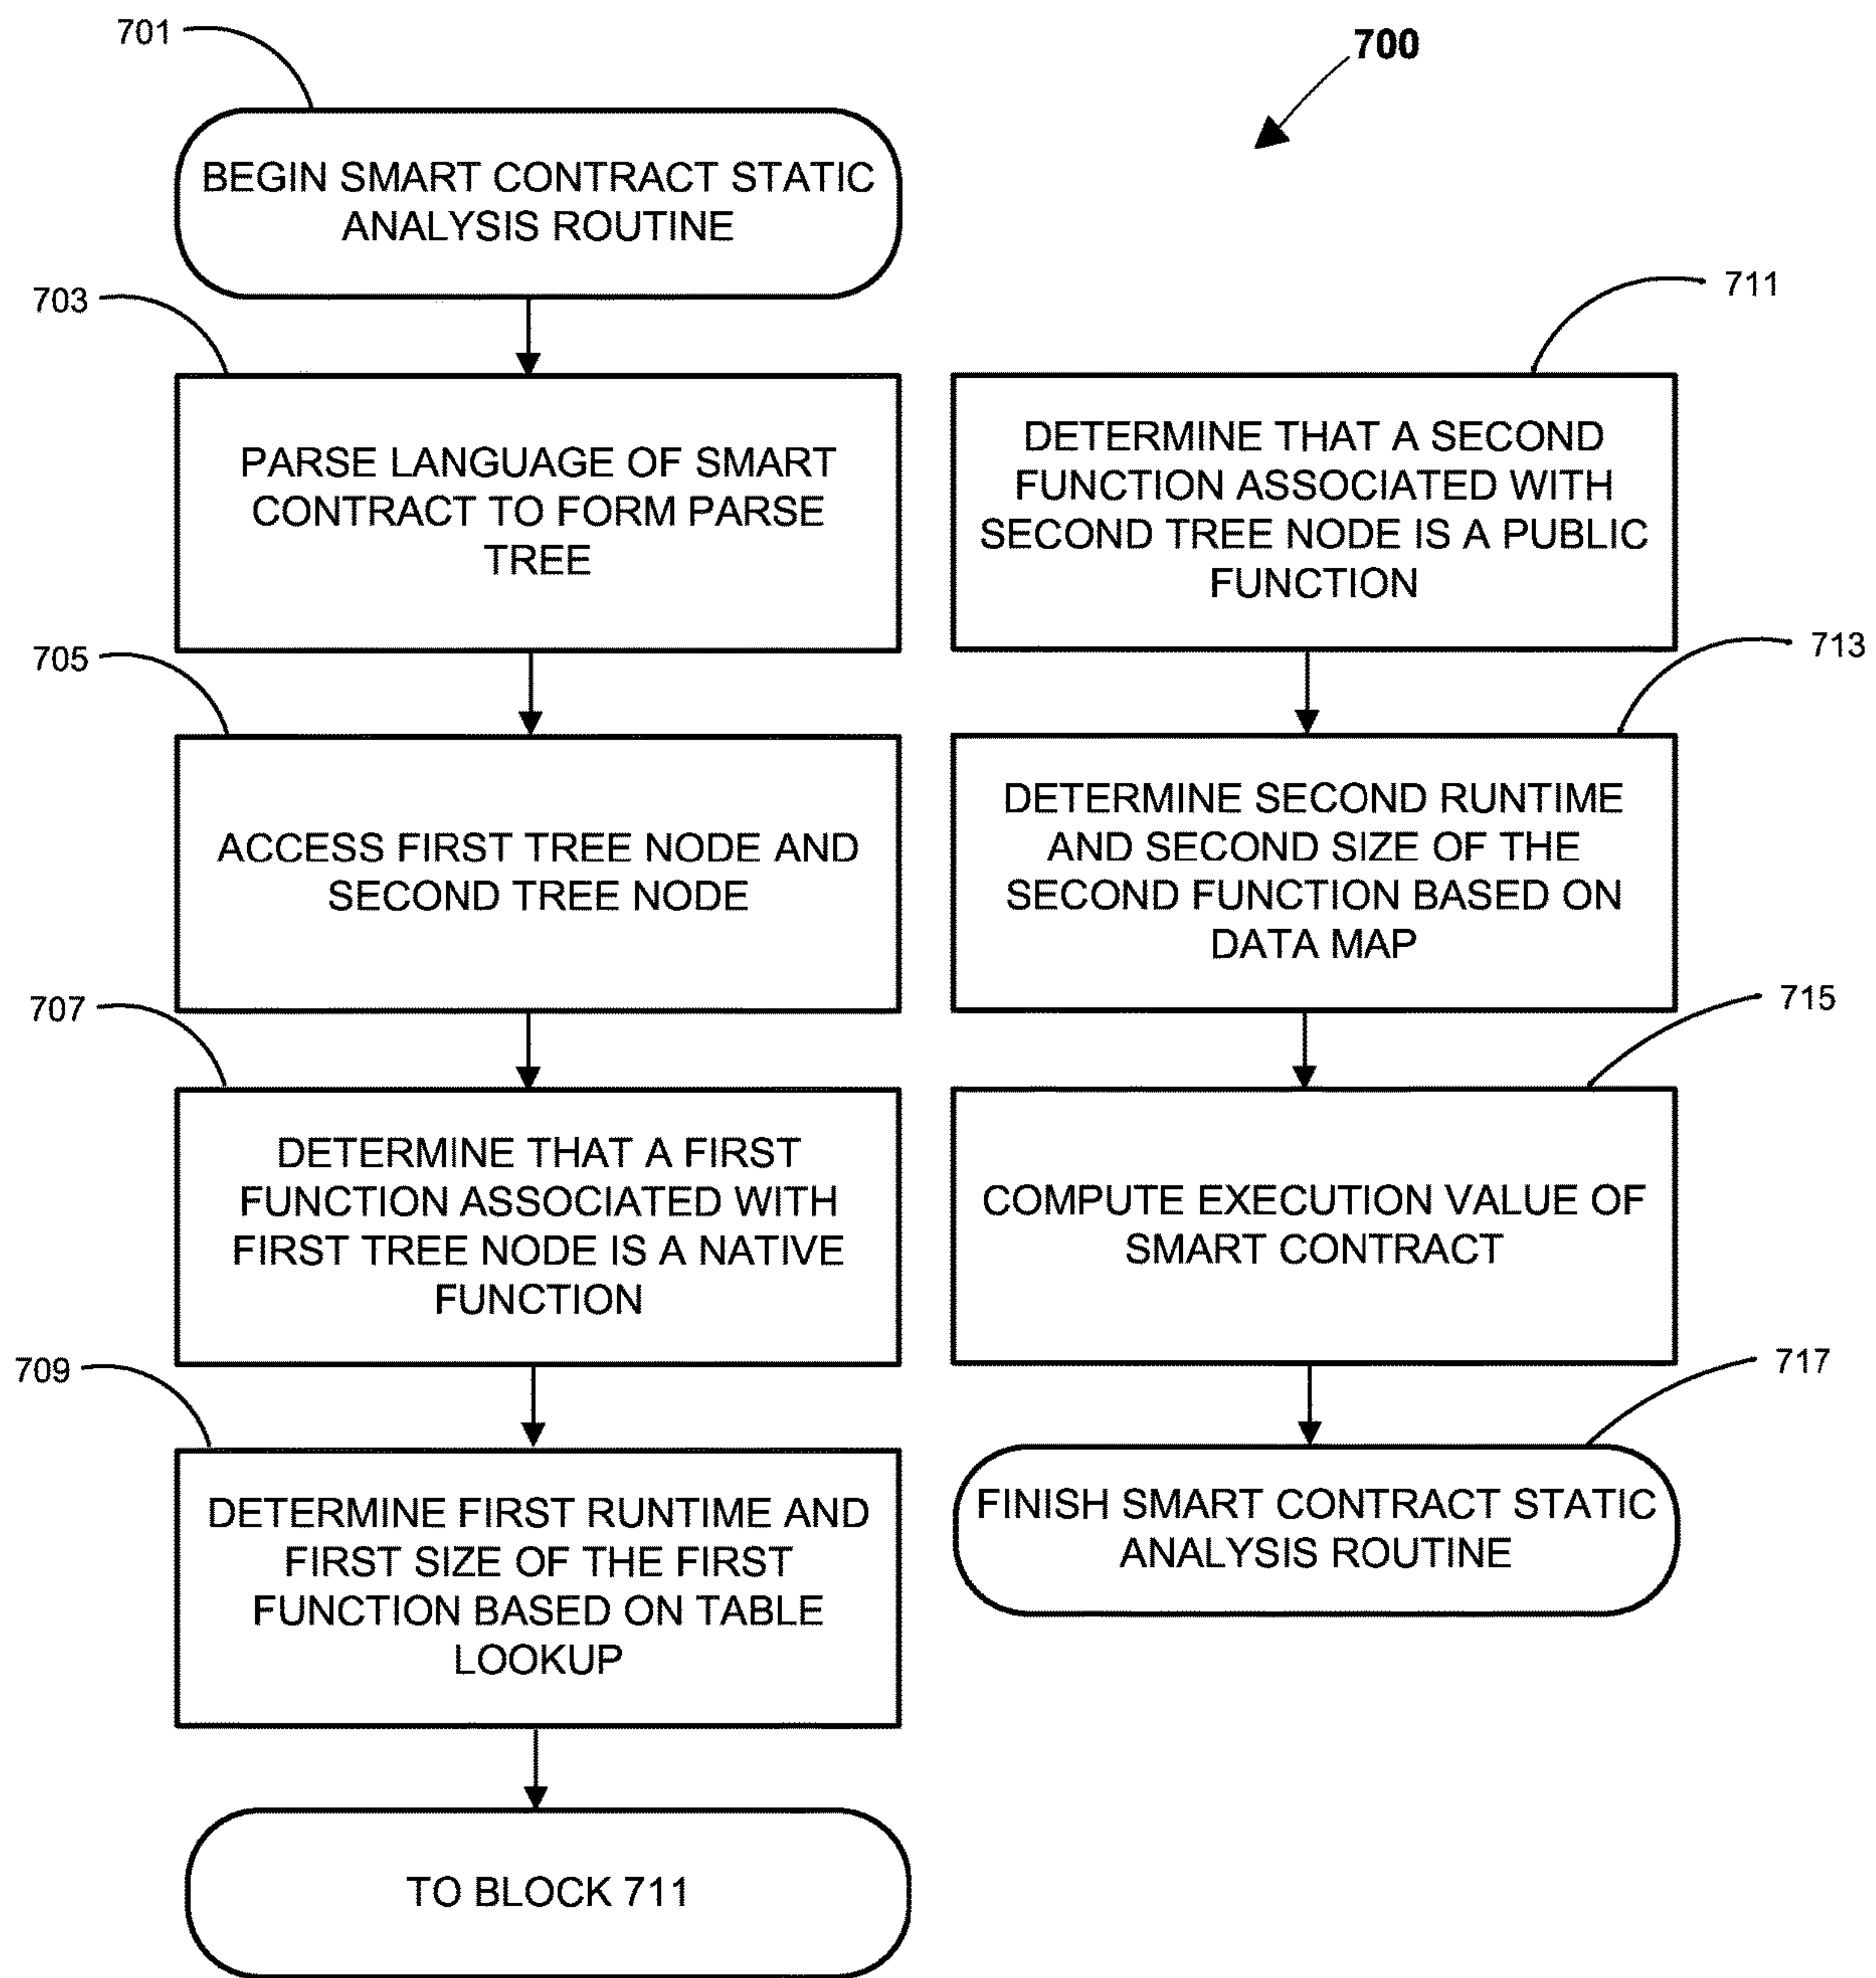 701
700
BEGIN SMART CONTRACT STATIC
ANALYSIS ROUTINE
703
PARSE LANGUAGE OF SMART
CONTRACT TO FORM PARSE
TREE
705
ACCESS FIRST TREE NODE AND
SECOND TREE NODE
707
DETERMINE THAT A FIRST
FUNCTION ASSOCIATED WITH
FIRST TREE NODE IS A NATIVE
FUNCTION
709
DETERMINE FIRST RUNTIME AND
FIRST SIZE OF THE FIRST
FUNCTION BASED ON TABLE
LOOKUP
TO BLOCK 711
711
DETERMINE THAT A SECOND
FUNCTION ASSOCIATED WITH
SECOND TREE NODE IS A PUBLIC
FUNCTION
713
DETERMINE SECOND RUNTIME
AND SECOND SIZE OF THE
SECOND FUNCTION BASED ON
DATA MAP
715
COMPUTE EXECUTION VALUE OF
SMART CONTRACT
717
FINISH SMART CONTRACT STATIC
ANALYSIS ROUTINE